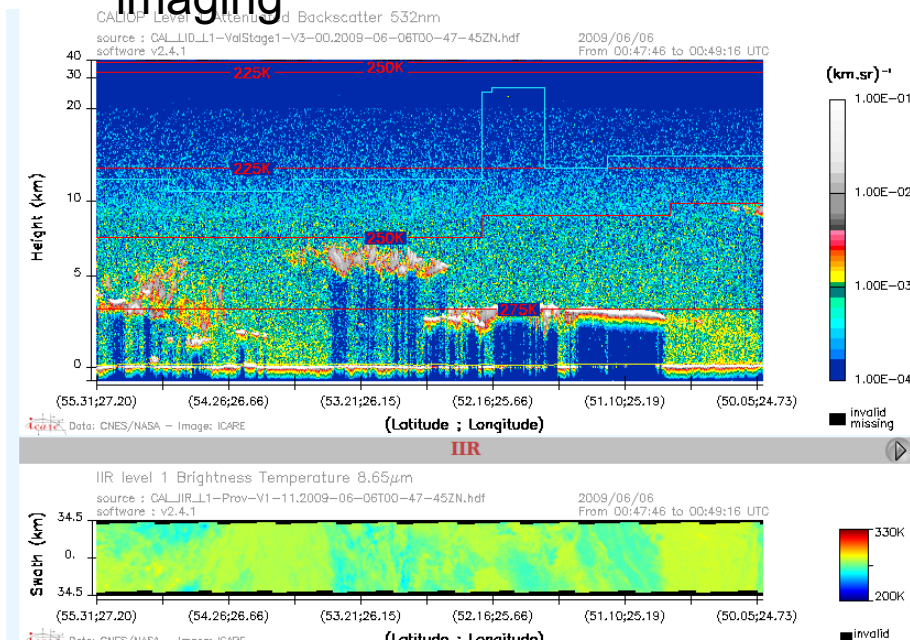 imaging
CALIOP Level 1 Attenuated Backscatter 532nm
source : CAL_LID_L1-ValStage1-V3-00.2009-06-06T00-47-45ZN.hdf 2009/06/06
software v2.4.1 From 00:47:46 to 00:49:16 UTC
(km.sr)⁻¹
40
30
20
10
5
0
Height (km)
225K 250K
225K
250K
275K
1.00E-01
1.00E-02
1.00E-03
1.00E-04
invalid
missing
(55.31;27.20) (54.26;26.66) (53.21;26.15) (52.16;25.66) (51.10;25.19) (50.05;24.73)
icare Data: CNES/NASA - Image: ICARE (Latitude ; Longitude)
IIR
IIR level 1 Brightness Temperature 8.65μm
source : CAL_IIR_L1-Prov-V1-11.2009-06-06T00-47-45ZN.hdf 2009/06/06
software : v2.4.1 From 00:47:46 to 00:49:16 UTC
34.5
0.
34.5
Swath (km)
330K
200K
(55.31;27.20) (54.26;26.66) (53.21;26.15) (52.16;25.66) (51.10;25.19) (50.05;24.73)
Data: CNES/NASA - Image: ICARE (Latitude ; Longitude)
invalid